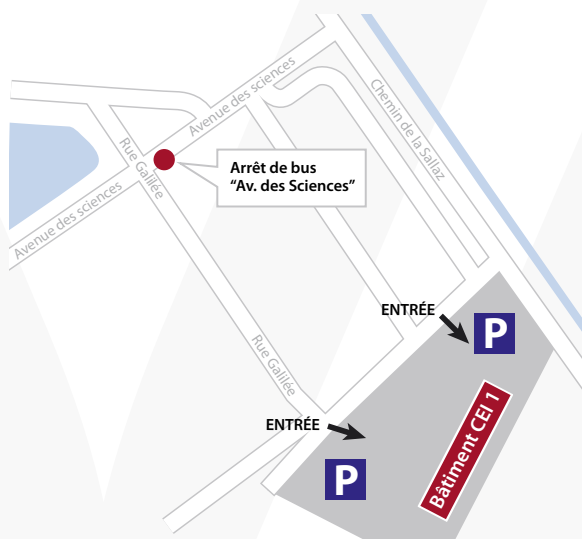 Avenue des sciences
Chemin de la Sallaz
Rue Galilée
Arrêt de bus
“Av. des Sciences”
Avenue des sciences
ENTRÉE
P
Rue Galilée
ENTRÉE
P
Bâtiment CEI 1